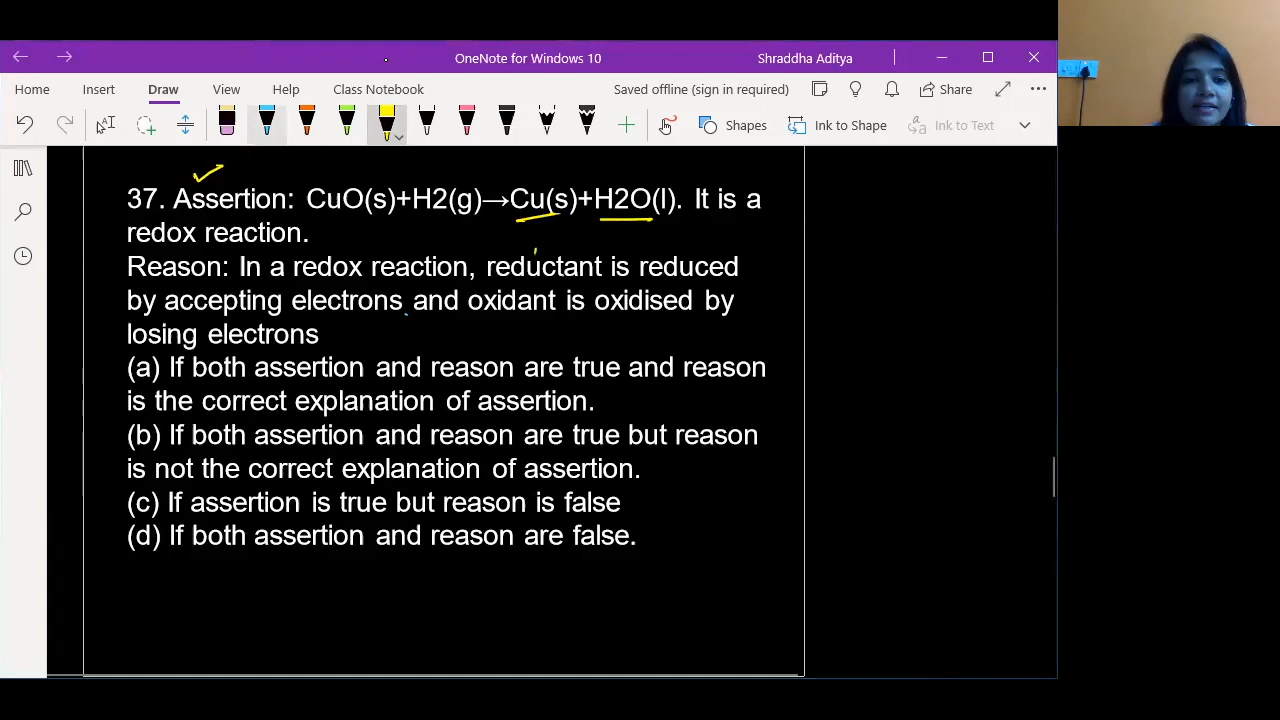 OneNote for Windows 10
Shraddha Aditya
Home Insert Draw View Help Class Notebook
Saved offline (sign in required)
Share
Shapes
Ink to Shape
Ink to Text
37. Assertion: CuO(s)+H2(g)→Cu(s)+H2O(l). It is a
redox reaction.
Reason: In a redox reaction, reductant is reduced
by accepting electrons and oxidant is oxidised by
losing electrons
(a) If both assertion and reason are true and reason
is the correct explanation of assertion.
(b) If both assertion and reason are true but reason
is not the correct explanation of assertion.
(c) If assertion is true but reason is false
(d) If both assertion and reason are false.